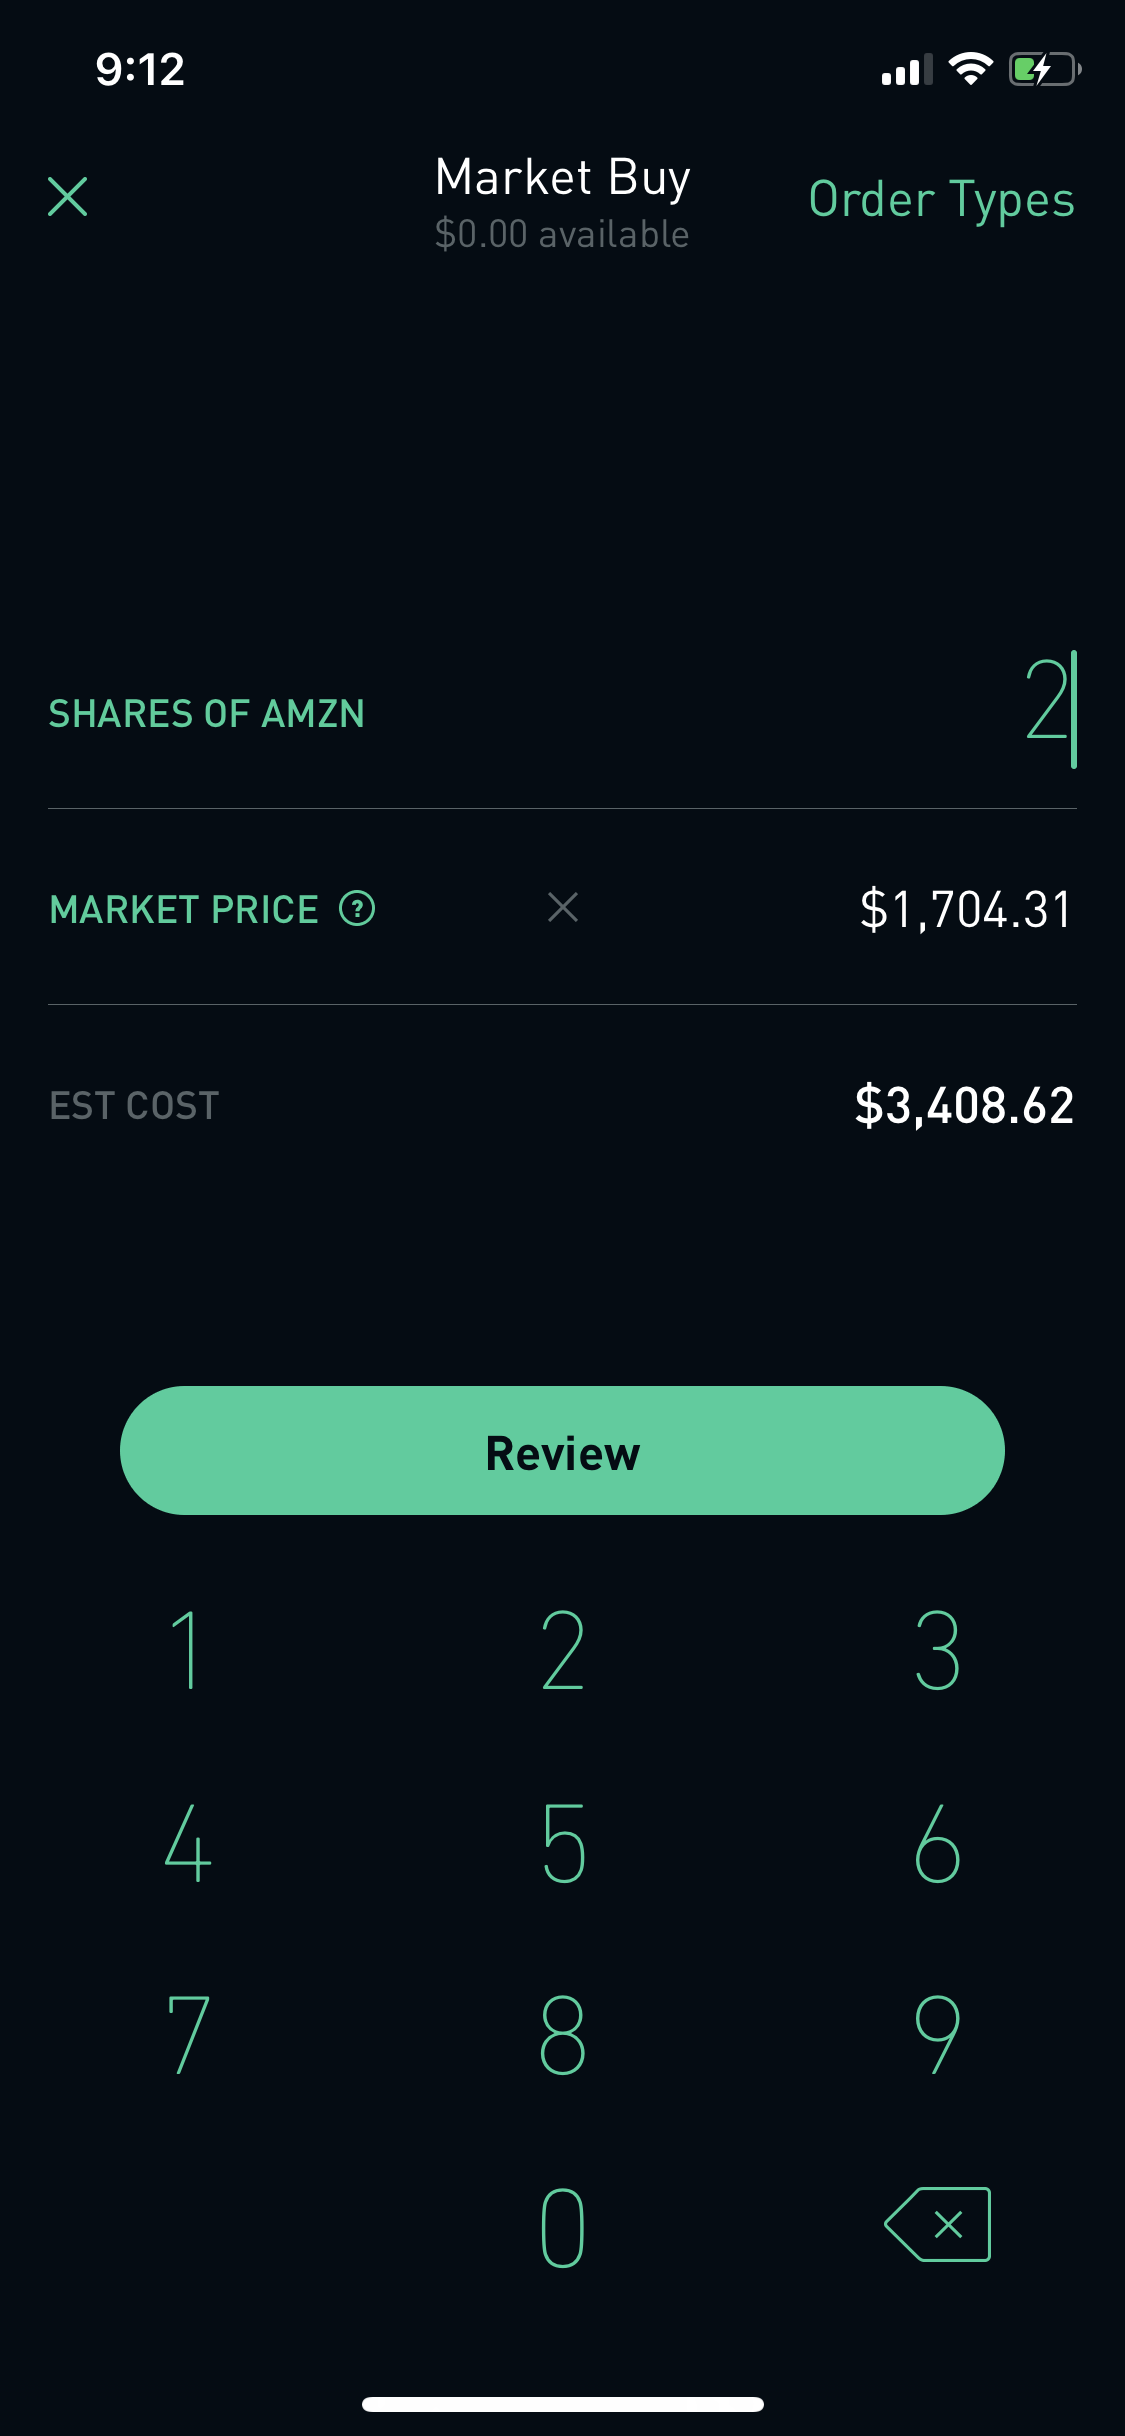 9:12
Market Buy
$0.00 available
Order Types
SHARES OF AMZN
2
MARKET PRICE ?
$1,704.31
EST COST
$3,408.62
Review
1 2 3
4 5 6
7 8 9
0